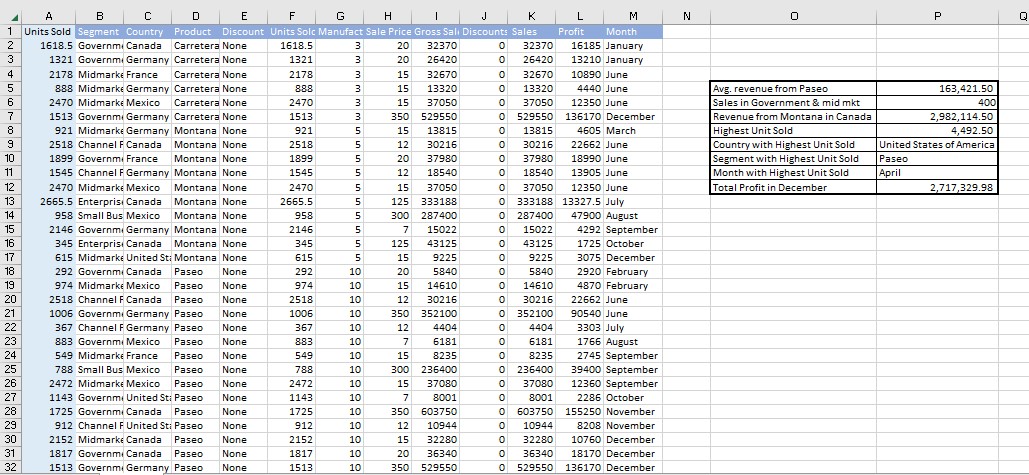 A B C D E F G H I J K L M N O P Q
1 Units Sold Segment Country Product Discount Units Solc Manufact Sale Price Gross Sal Discounts Sales Profit Month
2 1618.5 Governm Canada Carretera None 1618.5 3 20 32370 0 32370 16185 January
3 1321 Governm Germany Carretera None 1321 3 20 26420 0 26420 13210 January
4 2178 Midmark France Carretera None 2178 3 15 32670 0 32670 10890 June
5 888 Midmark Germany Carretera None 888 3 15 13320 0 13320 4440 June Avg. revenue from Paseo 163,421.50
6 2470 Midmark Mexico Carretera None 2470 3 15 37050 0 37050 12350 June Sales in Government & mid mkt 400
7 1513 Governm Germany Carretera None 1513 3 350 529550 0 529550 136170 December Revenue from Montana in Canada 2,982,114.50
8 921 Midmark Germany Montana None 921 5 15 13815 0 13815 4605 March Highest Unit Sold 4,492.50
9 2518 Channel F Canada Montana None 2518 5 12 30216 0 30216 22662 June Country with Highest Unit Sold United States of America
10 1899 Governm France Montana None 1899 5 20 37980 0 37980 18990 June Segment with Highest Unit Sold Paseo
11 1545 Channel F Germany Montana None 1545 5 12 18540 0 18540 13905 June Month with Highest Unit Sold April
12 2470 Midmark Mexico Montana None 2470 5 15 37050 0 37050 12350 June Total Profit in December 2,717,329.98
13 2665.5 Enterpris Canada Montana None 2665.5 5 125 333188 0 333188 13327.5 July
14 958 Small Bus Mexico Montana None 958 5 300 287400 0 287400 47900 August
15 2146 Governm Germany Montana None 2146 5 7 15022 0 15022 4292 September
16 345 Enterpris Canada Montana None 345 5 125 43125 0 43125 1725 October
17 615 Midmark United Sta Montana None 615 5 15 9225 0 9225 3075 December
18 292 Governm Canada Paseo None 292 10 20 5840 0 5840 2920 February
19 974 Midmark Mexico Paseo None 974 10 15 14610 0 14610 4870 February
20 2518 Channel F Canada Paseo None 2518 10 12 30216 0 30216 22662 June
21 1006 Governm Germany Paseo None 1006 10 350 352100 0 352100 90540 June
22 367 Channel F Germany Paseo None 367 10 12 4404 0 4404 3303 July
23 883 Governm Mexico Paseo None 883 10 7 6181 0 6181 1766 August
24 549 Midmark France Paseo None 549 10 15 8235 0 8235 2745 September
25 788 Small Bus Mexico Paseo None 788 10 300 236400 0 236400 39400 September
26 2472 Midmark Mexico Paseo None 2472 10 15 37080 0 37080 12360 September
27 1143 Governm United Sta Paseo None 1143 10 7 8001 0 8001 2286 October
28 1725 Governm Canada Paseo None 1725 10 350 603750 0 603750 155250 November
29 912 Channel F United Sta Paseo None 912 10 12 10944 0 10944 8208 November
30 2152 Midmark Canada Paseo None 2152 10 15 32280 0 32280 10760 December
31 1817 Governm Canada Paseo None 1817 10 20 36340 0 36340 18170 December
32 1513 Governm Germany Paseo None 1513 10 350 529550 0 529550 136170 December